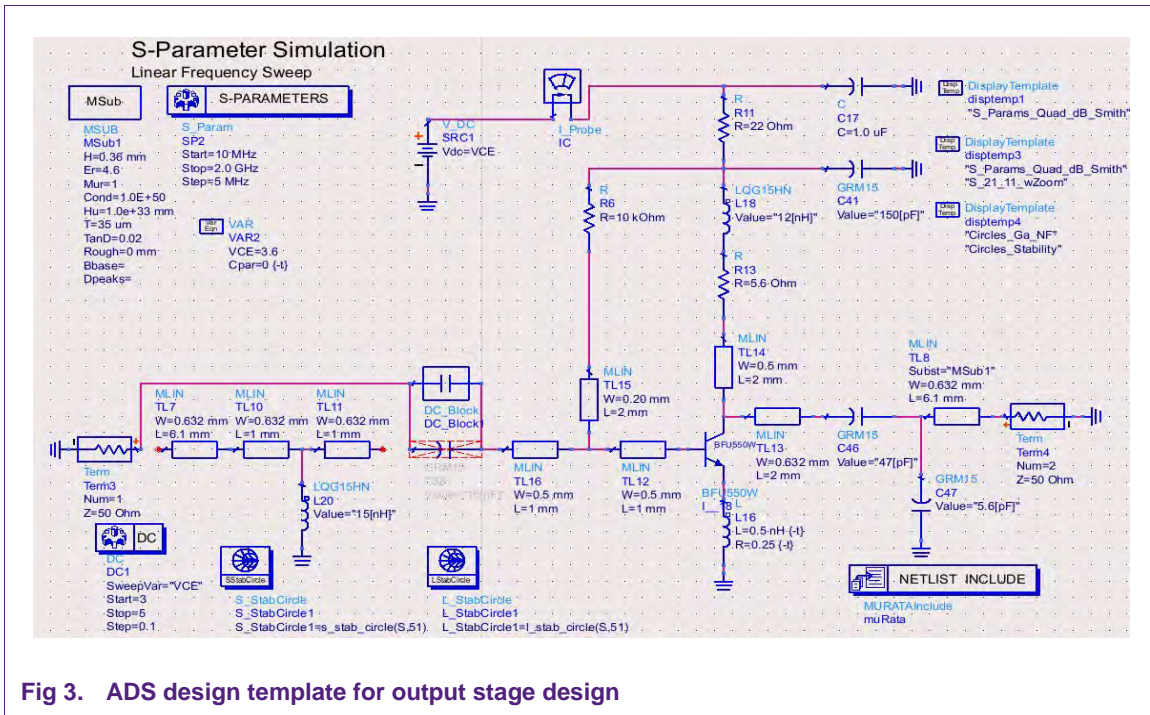 S-Parameter Simulation
Linear Frequency Sweep
MSub
MSUB
MSub1
H=0.36 mm
Er=4.6
Mur=1
Cond=1.0E+50
Hu=1.0e+33 mm
T=35 um
TanD=0.02
Rough=0 mm
Bbase=
Dpeaks=
S-PARAMETERS
S_Param
SP2
Start=10 MHz
Stop=2.0 GHz
Step=5 MHz
Var
Eqn
VAR
VAR2
VCE=3.6
Cpar=0 {-t}
V_DC
SRC1
Vdc=VCE
I_Probe
IC
R
R11
R=22 Ohm
C
C17
C=1.0 uF
Disp
Temp
DisplayTemplate
disptemp1
"S_Params_Quad_dB_Smith"
Disp
Temp
DisplayTemplate
disptemp3
"S_Params_Quad_dB_Smith"
"S_21_11_wZoom"
Disp
Temp
DisplayTemplate
disptemp4
"Circles_Ga_NF"
"Circles_Stability"
R
R6
R=10 kOhm
LQG15HN
L18
Value="12[nH]"
GRM15
C41
Value="150[pF]"
R
R13
R=5.6 Ohm
MLIN
TL14
W=0.5 mm
L=2 mm
MLIN
TL8
Subst="MSub1"
W=0.632 mm
L=6.1 mm
MLIN
TL15
W=0.20 mm
L=2 mm
MLIN
TL7
W=0.632 mm
L=6.1 mm
MLIN
TL10
W=0.632 mm
L=1 mm
MLIN
TL11
W=0.632 mm
L=1 mm
DC_Block
DC_Block1
Term
Term3
Num=1
Z=50 Ohm
LQG15HN
L20
Value="15[nH]"
GRM15
MLIN
TL16
W=0.5 mm
L=1 mm
MLIN
TL12
W=0.5 mm
L=1 mm
BFU550W
BFU550W
MLIN
TL13
W=0.632 mm
L=2 mm
GRM15
C46
Value="47[pF]"
Term
Term4
Num=2
Z=50 Ohm
L
L16
L=0.5 nH {-t}
R=0.25 {-t}
GRM15
C47
Value="5.6[pF]"
DC
DC
DC1
SweepVar="VCE"
Start=3
Stop=5
Step=0.1
SStabCircle
S_StabCircle
S_StabCircle1
S_StabCircle1=s_stab_circle(S,51)
LStabCircle
L_StabCircle
L_StabCircle1
L_StabCircle1=l_stab_circle(S,51)
NETLIST INCLUDE
MURATAInclude
muRata
Fig 3. ADS design template for output stage design